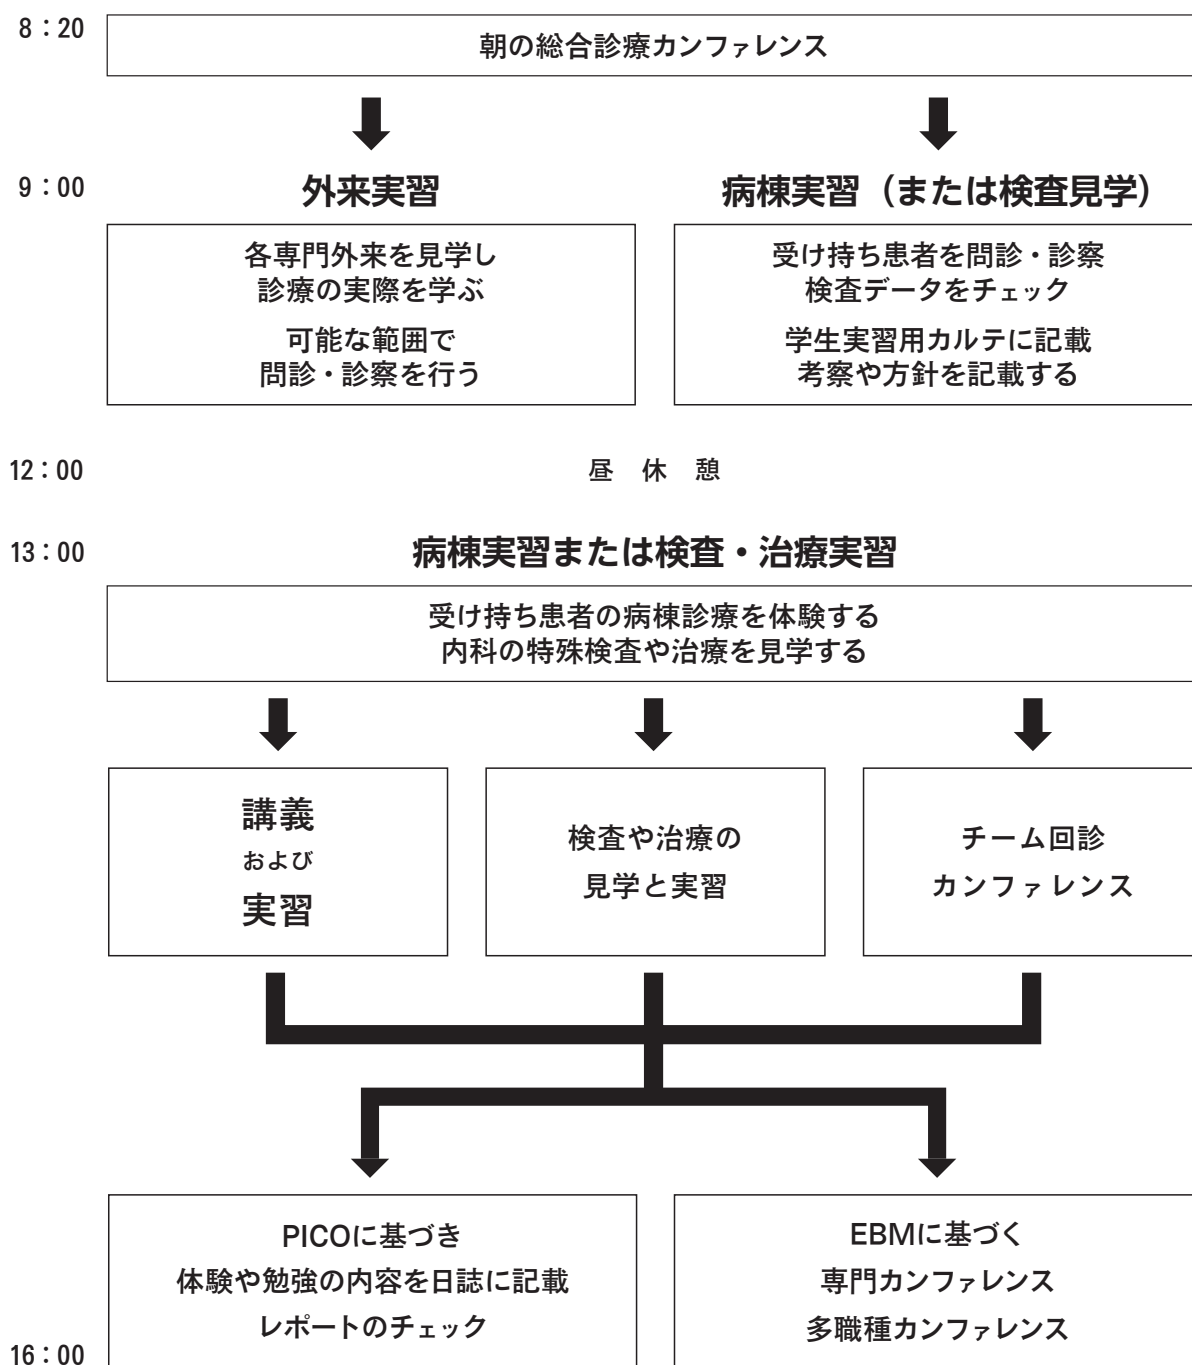 8：20
朝の総合診療カンファレンス
9：00
外来実習
病棟実習（または検査見学）
各専門外来を見学し
診療の実際を学ぶ
可能な範囲で
問診・診察を行う
受け持ち患者を問診・診察
検査データをチェック
学生実習用カルテに記載
考察や方針を記載する
12：00
昼　休　憩
13：00
病棟実習または検査・治療実習
受け持ち患者の病棟診療を体験する
内科の特殊検査や治療を見学する
講義
および
実習
検査や治療の
見学と実習
チーム回診
カンファレンス
PICOに基づき
体験や勉強の内容を日誌に記載
レポートのチェック
EBMに基づく
専門カンファレンス
多職種カンファレンス
16：00